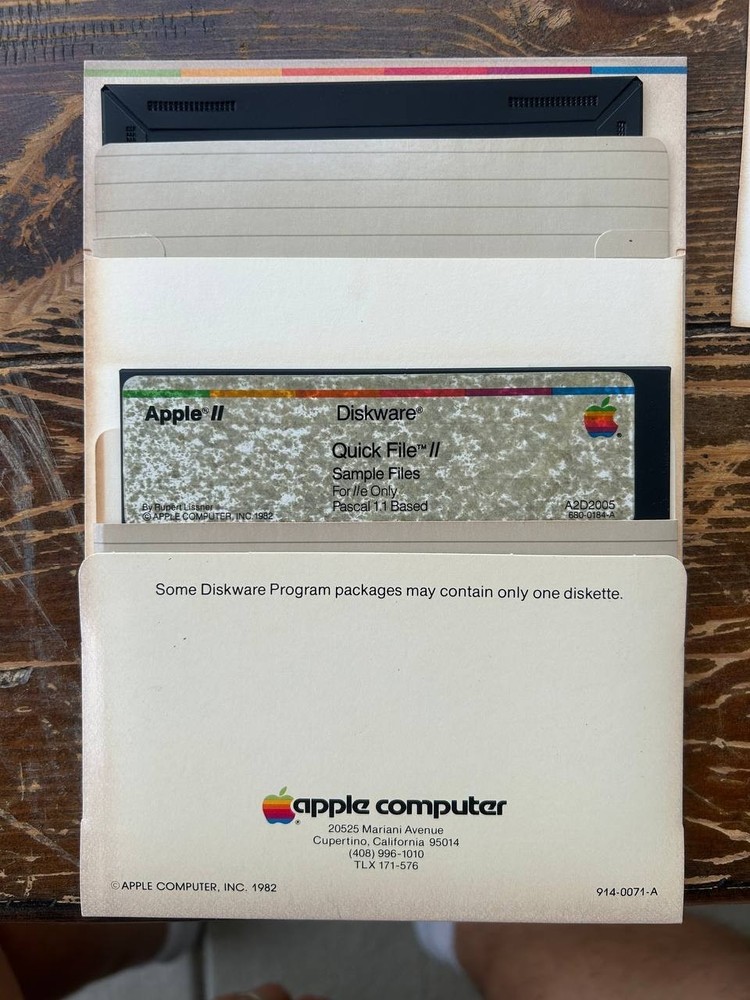 Apple® II
Diskware®
Quick File™ II
Sample Files
For IIe Only
Pascal 1.1 Based
By Rupert Lissner
© APPLE COMPUTER, INC. 1982
A2D2005
680-0184-A
Some Diskware Program packages may contain only one diskette.
apple computer®
20525 Mariani Avenue
Cupertino, California 95014
(408) 996-1010
TLX 171-576
© APPLE COMPUTER, INC. 1982
914-0071-A